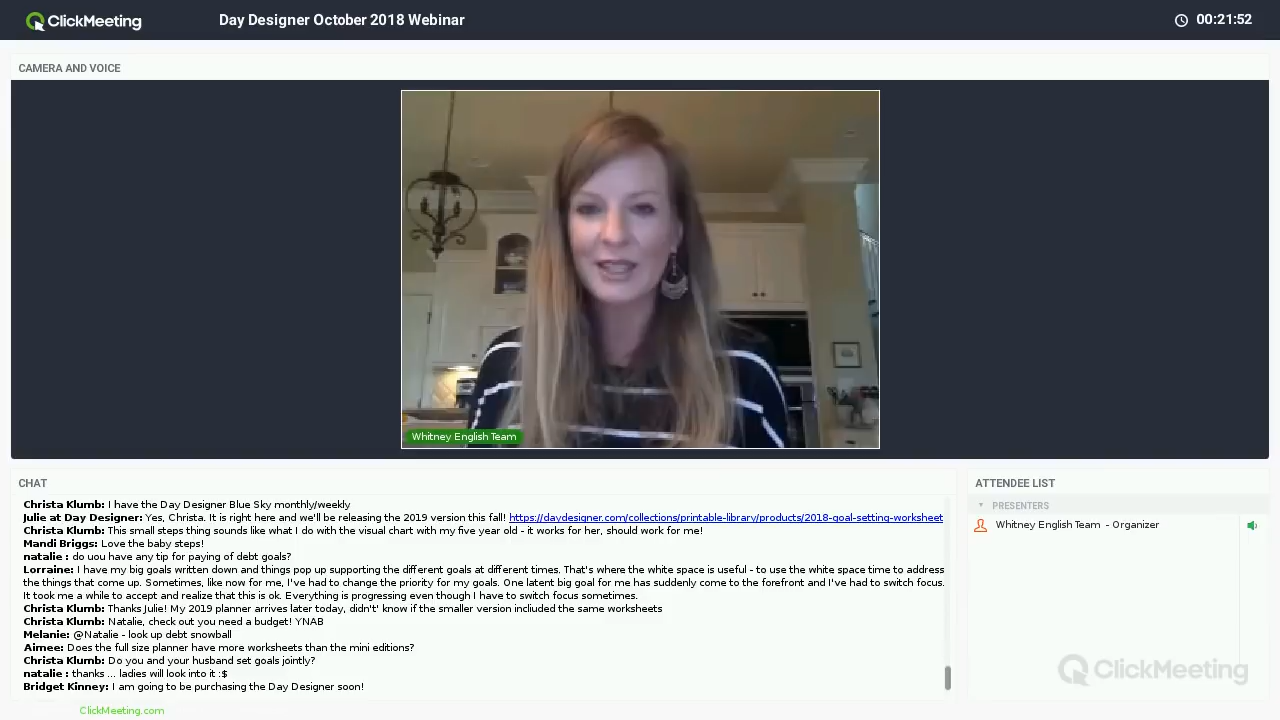 ClickMeeting
Day Designer October 2018 Webinar
00:21:52
CAMERA AND VOICE
Whitney English Team
CHAT
Christa Klumb: I have the Day Designer Blue Sky monthly/weekly
Julie at Day Designer: Yes, Christa. It is right here and we'll be releasing the 2019 version this fall! https://daydesigner.com/collections/printable-library/products/2018-goal-setting-worksheet
Christa Klumb: This small steps thing sounds like what I do with the visual chart with my five year old - it works for her, should work for me!
Mandi Briggs: Love the baby steps!
natalie : do uou have any tip for paying of debt goals?
Lorraine: I have my big goals written down and things pop up supporting the different goals at different times. That's where the white space is useful - to use the white space time to address
the things that come up. Sometimes, like now for me, I've had to change the priority for my goals. One latent big goal for me has suddenly come to the forefront and I've had to switch focus.
It took me a while to accept and realize that this is ok. Everything is progressing even though I have to switch focus sometimes.
Christa Klumb: Thanks Julie! My 2019 planner arrives later today, didn't' know if the smaller version incliuded the same worksheets
Christa Klumb: Natalie, check out you need a budget! YNAB
Melanie: @Natalie - look up debt snowball
Aimee: Does the full size planner have more worksheets than the mini editions?
Christa Klumb: Do you and your husband set goals jointly?
natalie : thanks ... ladies will look into it :$
Bridget Kinney: I am going to be purchasing the Day Designer soon!
ATTENDEE LIST
PRESENTERS
Whitney English Team - Organizer
ClickMeeting
ClickMeeting.com